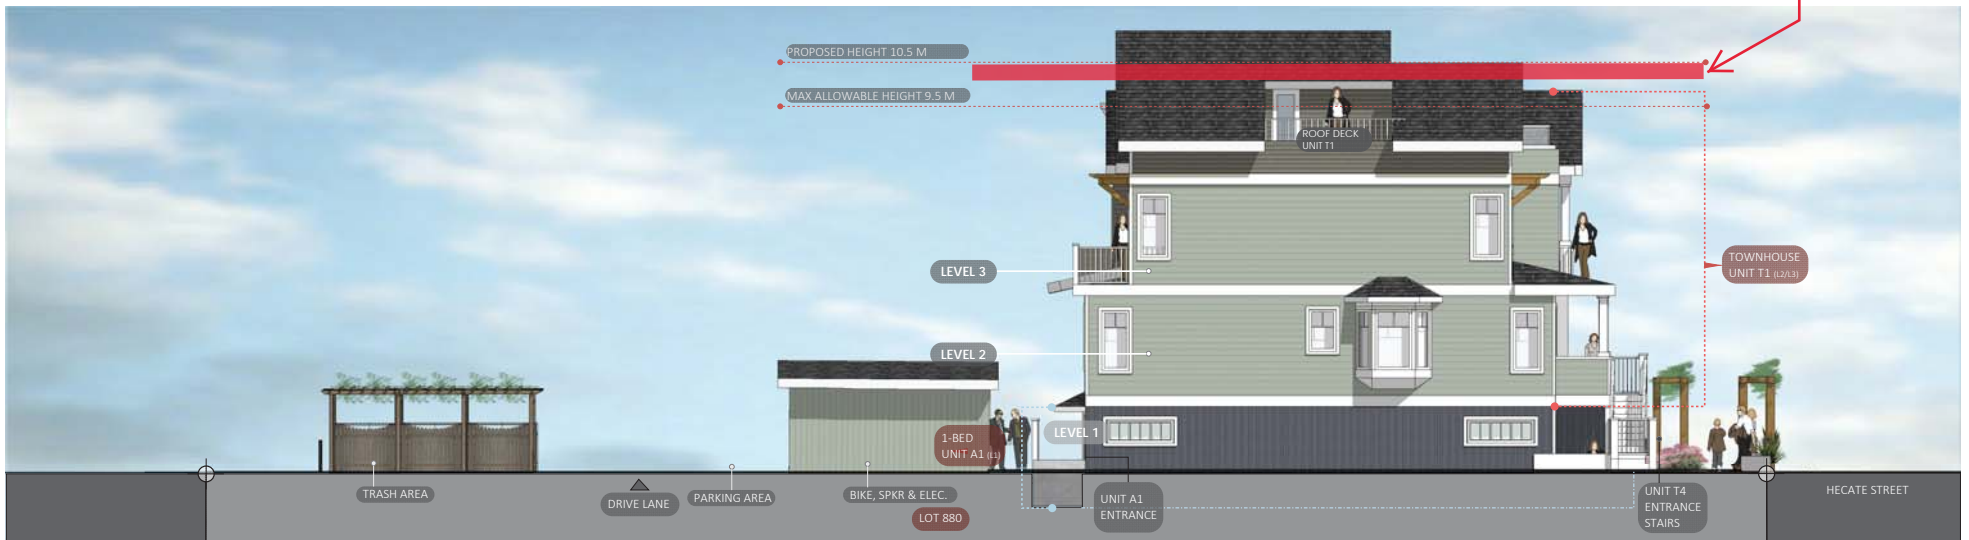 PROPOSED HEIGHT 10.5 M
MAX ALLOWABLE HEIGHT 9.5 M
ROOF DECK
UNIT T1
LEVEL 3
TOWNHOUSE
UNIT T1 (L2/L3)
LEVEL 2
LEVEL 1
1-BED
UNIT A1 (L1)
TRASH AREA
DRIVE LANE
PARKING AREA
BIKE, SPKR & ELEC.
LOT 880
UNIT A1
ENTRANCE
UNIT T4
ENTRANCE
STAIRS
HECATE STREET